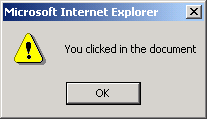 Microsoft Internet Explorer
You clicked in the document
OK